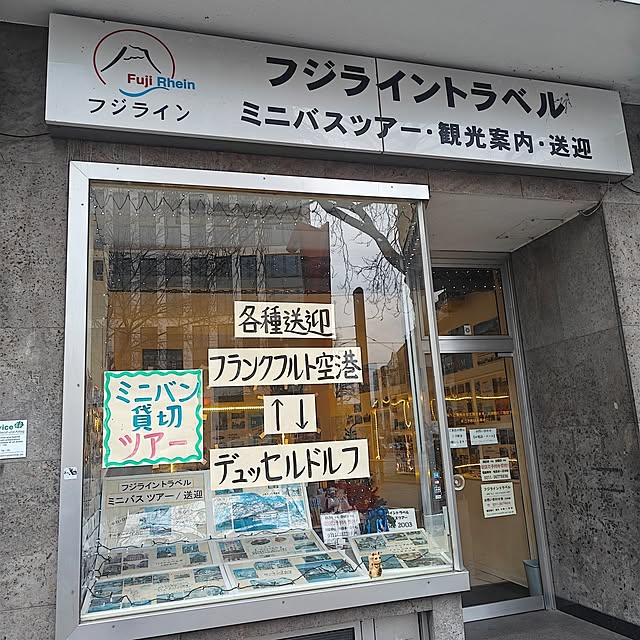 Fuji Rhein
フジライン
フジライントラベル
ミニバスツアー・観光案内・送迎
各種送迎
フランクフルト空港
↑↓
デュッセルドルフ
ミニバン
貸切
ツアー
フジライントラベル
ミニバス ツアー/送迎
2003